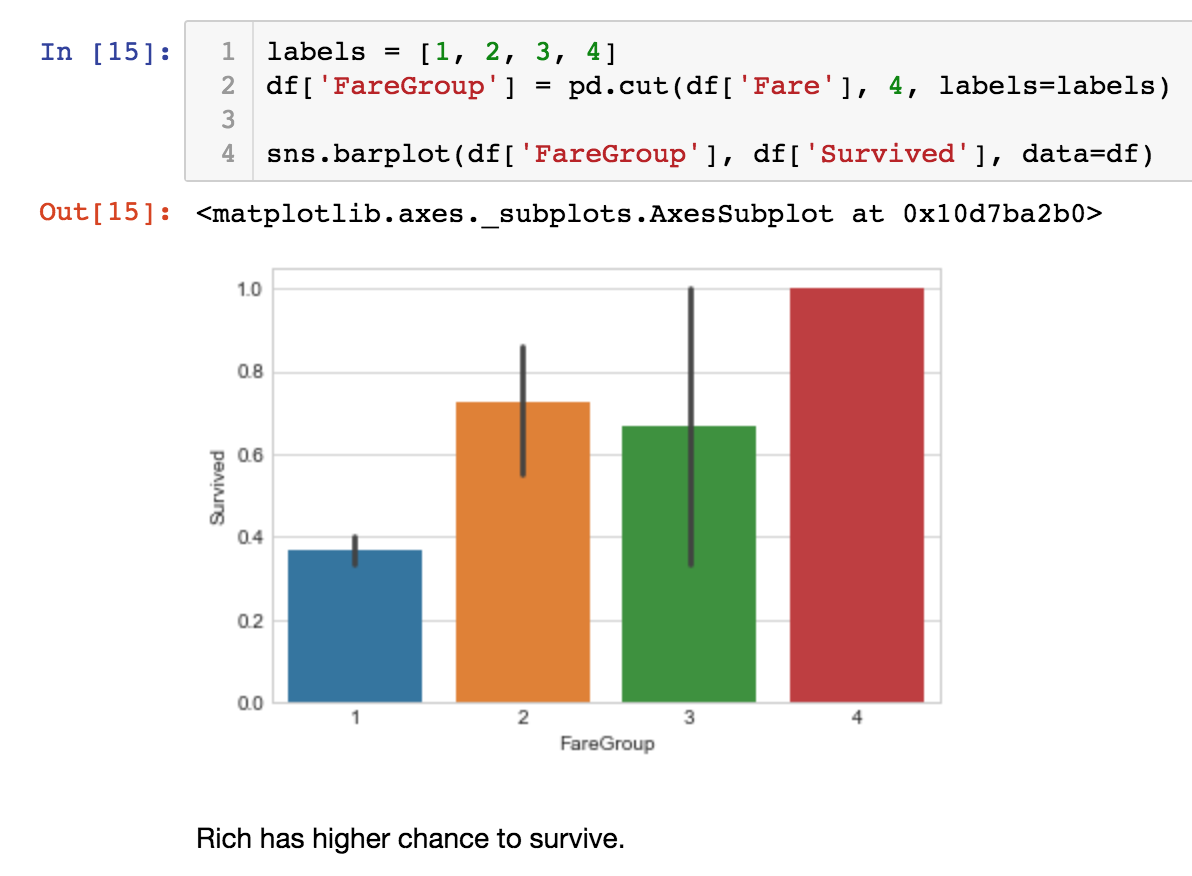 In [15]:
1 labels = [1, 2, 3, 4]
2 df['FareGroup'] = pd.cut(df['Fare'], 4, labels=labels)
3
4 sns.barplot(df['FareGroup'], df['Survived'], data=df)
Out[15]: <matplotlib.axes._subplots.AxesSubplot at 0x10d7ba2b0>
1.0
0.8
0.6
0.4
0.2
0.0
Survived
1 2 3 4
FareGroup
Rich has higher chance to survive.